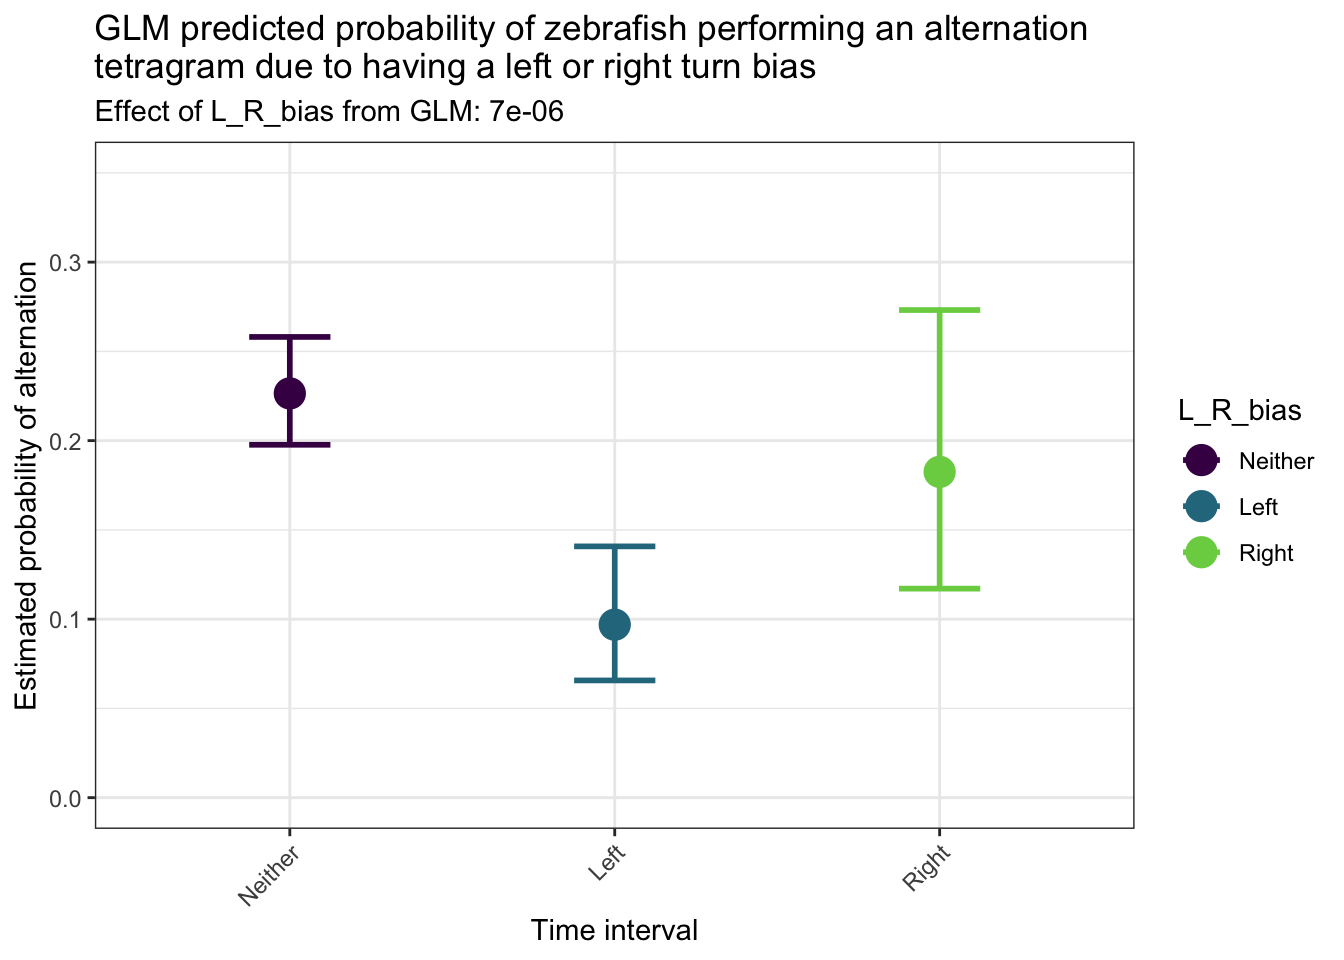 GLM predicted probability of zebrafish performing an alternation
tetragram due to having a left or right turn bias
Effect of L_R_bias from GLM: 7e-06
Estimated probability of alternation
0.3
0.2
0.1
0.0
Neither
Left
Right
Time interval
L_R_bias
Neither
Left
Right